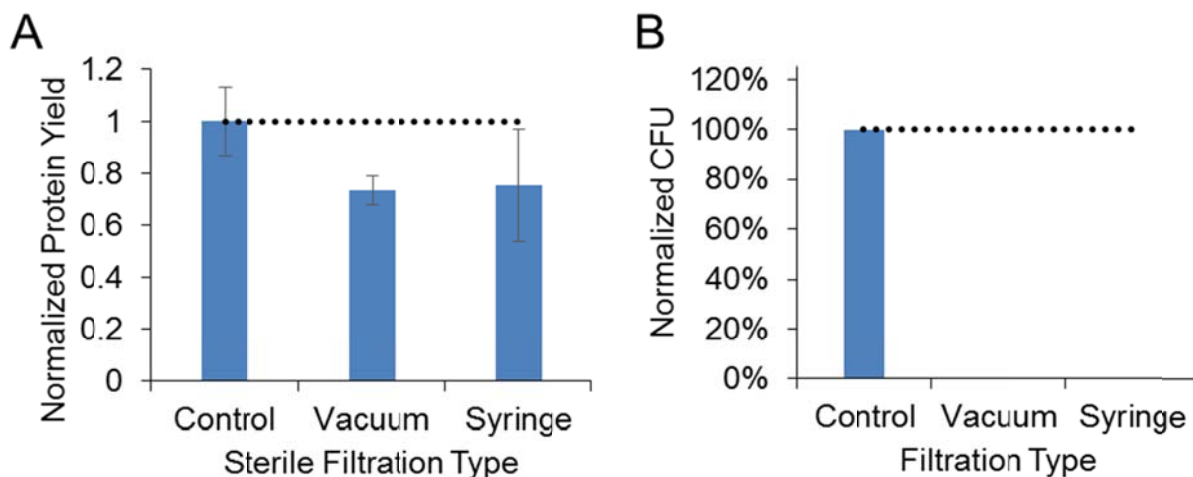 A
Normalized Protein Yield
1.2
1
0.8
0.6
0.4
0.2
0
Control Vacuum Syringe
Sterile Filtration Type
B
Normalized CFU
120%
100%
80%
60%
40%
20%
0%
Control Vacuum Syringe
Filtration Type